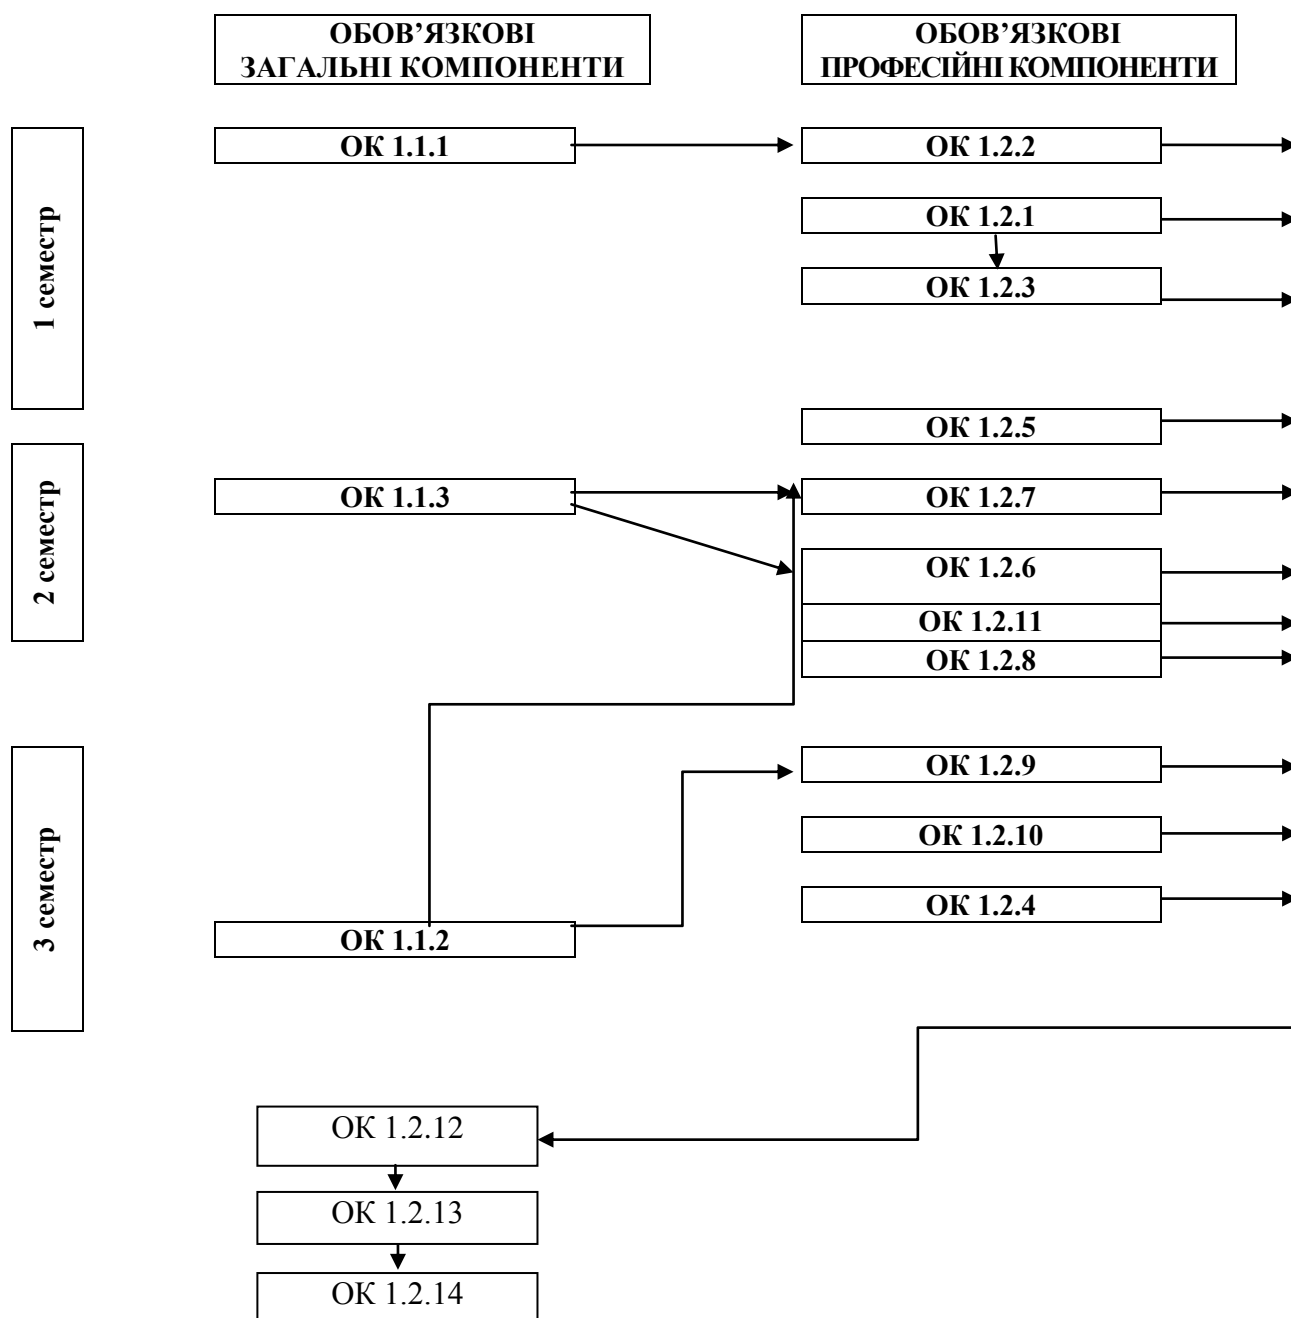 ОБОВ’ЯЗКОВІ
ЗАГАЛЬНІ КОМПОНЕНТИ
ОБОВ’ЯЗКОВІ
ПРОФЕСІЙНІ КОМПОНЕНТИ
1 семестр
ОК 1.1.1
ОК 1.2.2
ОК 1.2.1
ОК 1.2.3
ОК 1.2.5
2 семестр
ОК 1.1.3
ОК 1.2.7
ОК 1.2.6
ОК 1.2.11
ОК 1.2.8
3 семестр
ОК 1.2.9
ОК 1.2.10
ОК 1.2.4
ОК 1.1.2
ОК 1.2.12
ОК 1.2.13
ОК 1.2.14